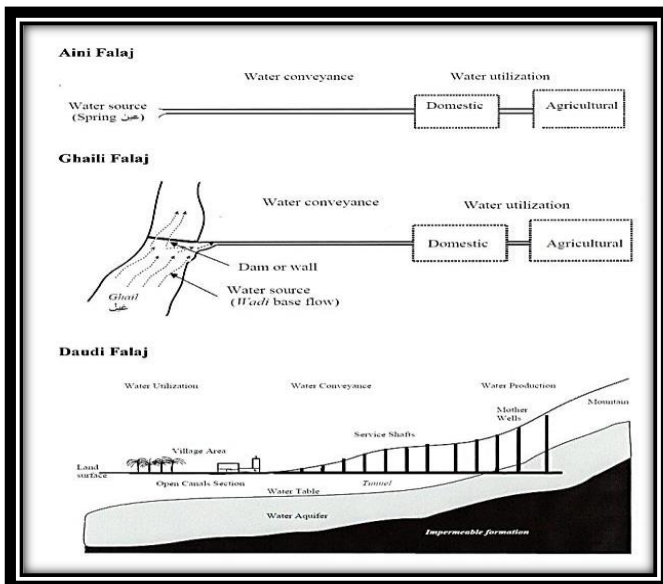 Aini Falaj
Water conveyance
Water utilization
Water source
(Spring عين)
Domestic
Agricultural
Ghaili Falaj
Water conveyance
Water utilization
Domestic
Agricultural
Dam or wall
Water source
(Wadi base flow)
Ghail
Daudi Falaj
Water Utilization
Water Conveyance
Water Production
Mother
Wells
Mountain
Service Shafts
Village Area
Land
surface
Open Canals Section
Tunnel
Water Table
Water Aquifer
Impermeable formation